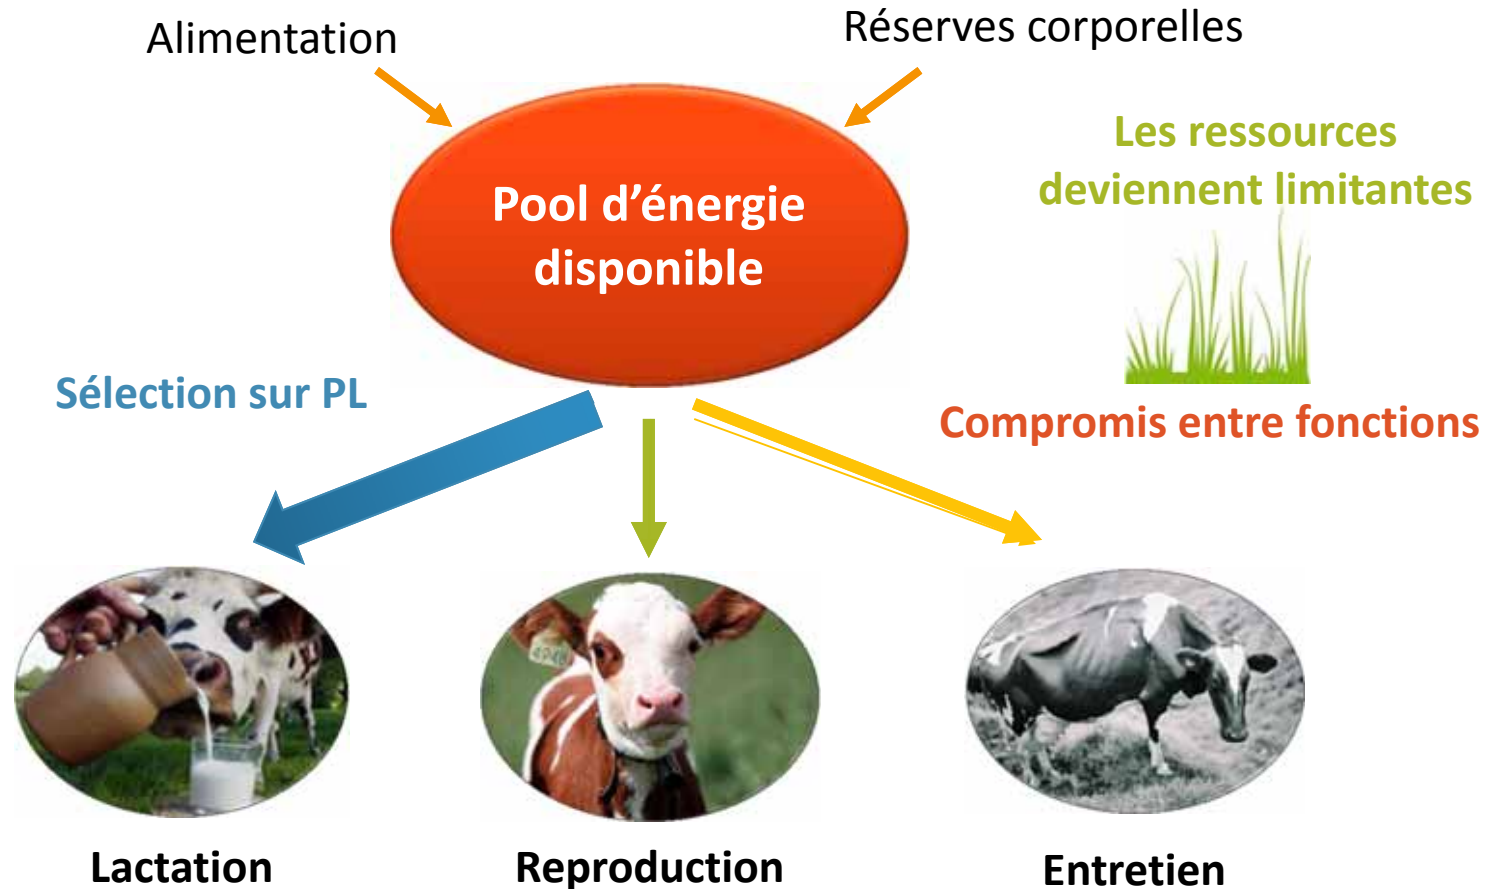 Alimentation
Réserves corporelles
Les ressources
deviennent limitantes
Pool d’énergie
disponible
Sélection sur PL
Compromis entre fonctions
4948
Lactation
Reproduction
Entretien